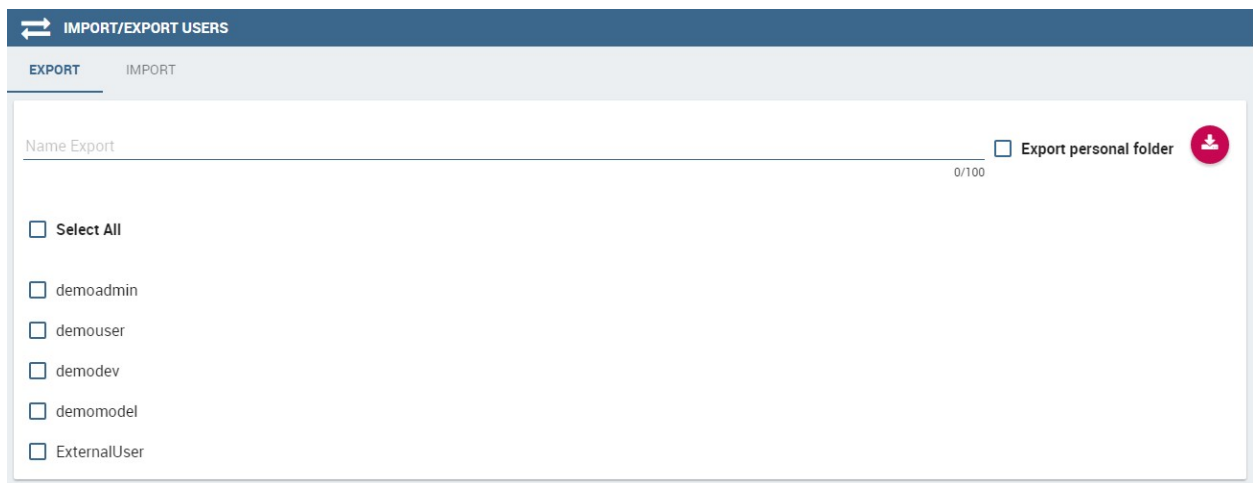 IMPORT/EXPORT USERS
EXPORT IMPORT
Name Export
Export personal folder
0/100
Select All
demoadmin
demouser
demodev
demomodel
ExternalUser